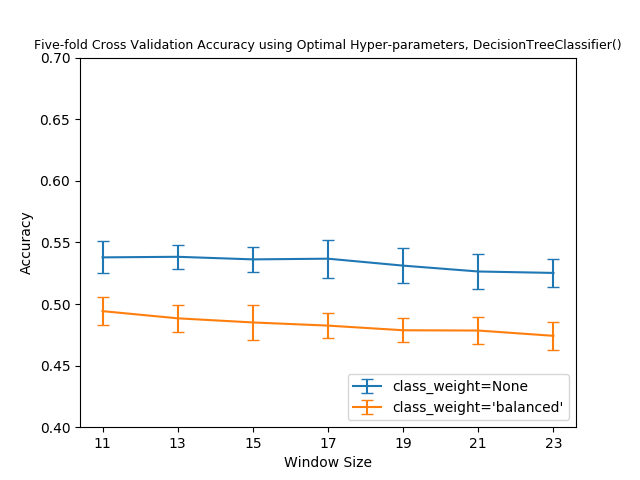 Five-fold Cross Validation Accuracy using Optimal Hyper-parameters, DecisionTreeClassifier()
0.70
0.65
0.60
0.55
0.50
0.45
0.40
Accuracy
class_weight=None
class_weight='balanced'
11 13 15 17 19 21 23
Window Size